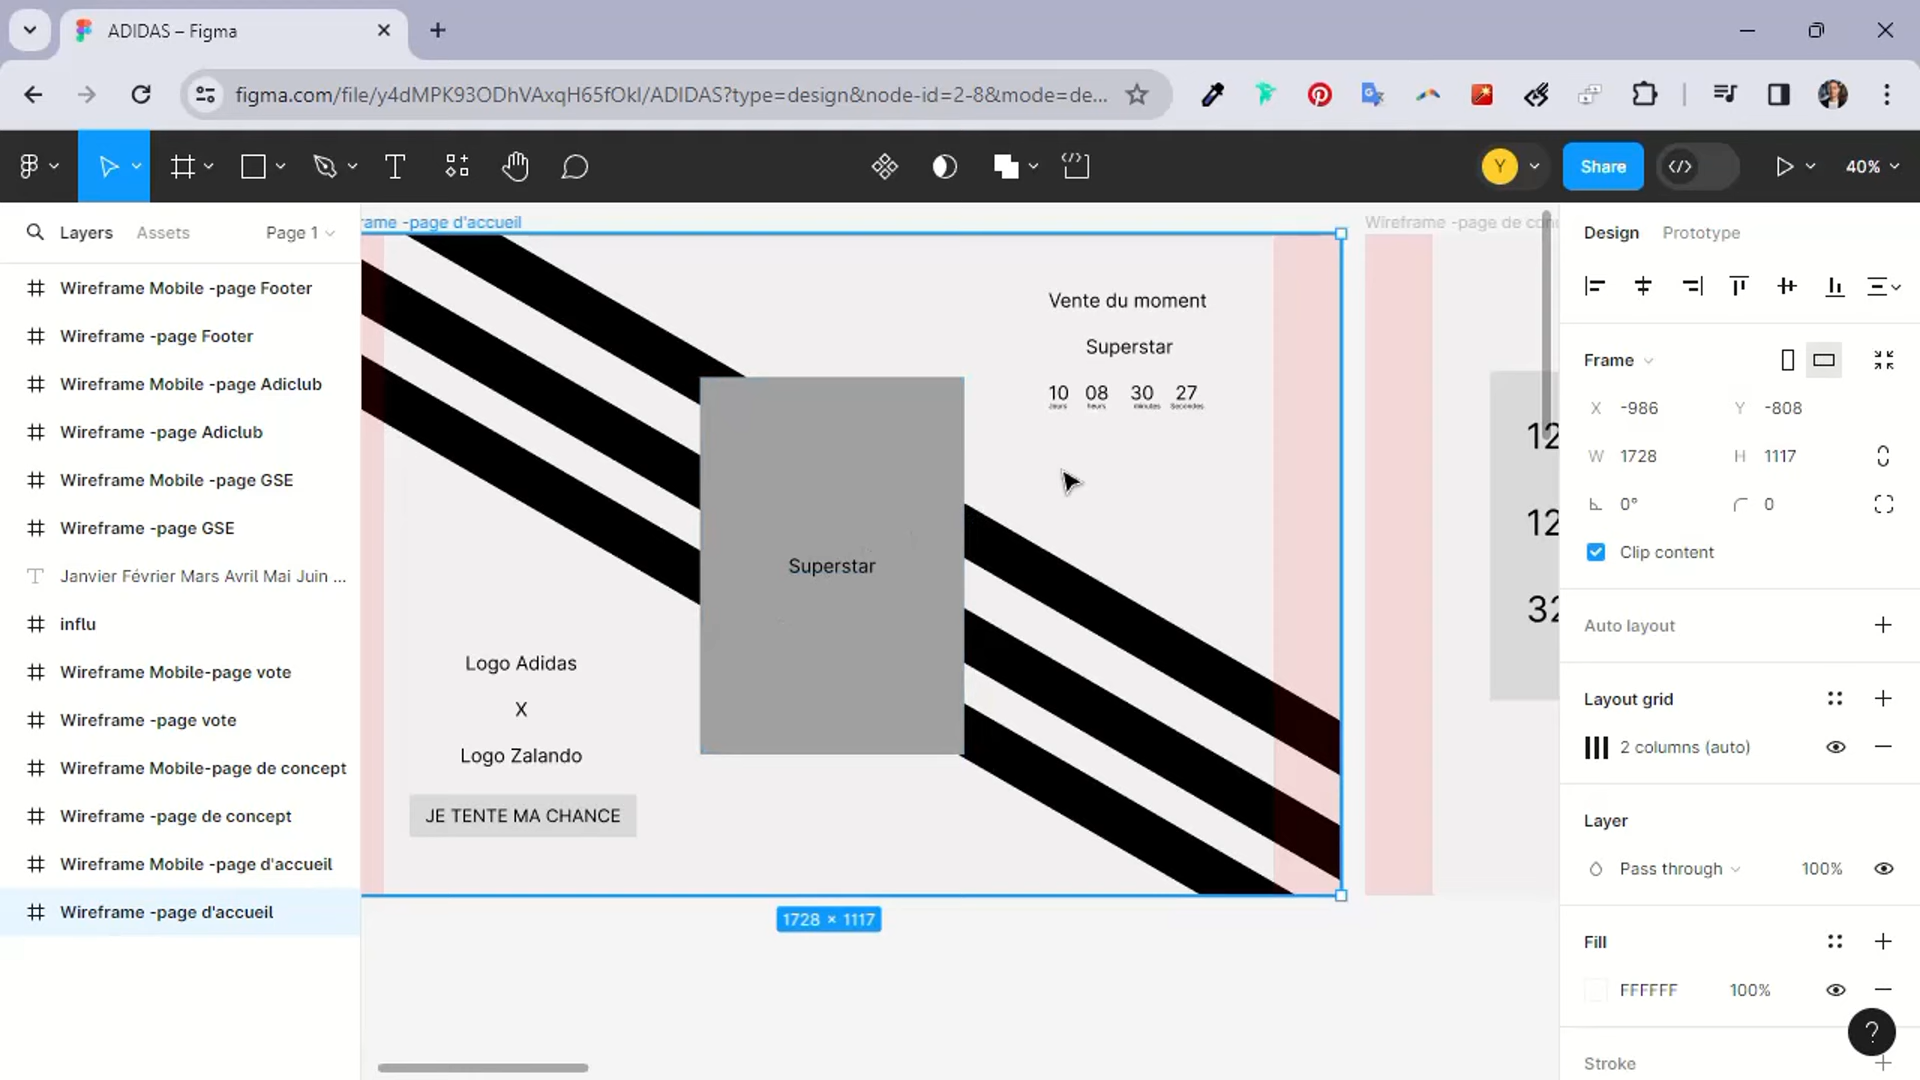 ADIDAS – Figma
figma.com/file/y4dMPK93ODhVAxqH65fOkI/ADIDAS?type=design&node-id=2-8&mode=de...
Y
Share
40%
Layers
Assets
Page 1
Wireframe Mobile -page Footer
Wireframe -page Footer
Wireframe Mobile -page Adiclub
Wireframe -page Adiclub
Wireframe Mobile -page GSE
Wireframe -page GSE
Janvier Février Mars Avril Mai Juin ...
influ
Wireframe Mobile-page vote
Wireframe -page vote
Wireframe Mobile-page de concept
Wireframe -page de concept
Wireframe Mobile -page d'accueil
Wireframe -page d'accueil
ame -page d'accueil
Vente du moment
Superstar
10 08 30 27
Jours heurs minutes Secondes
Superstar
Logo Adidas
X
Logo Zalando
JE TENTE MA CHANCE
1728 × 1117
Wireframe -page de con
12
12
32
Design
Prototype
Frame
X -986 Y -808
W 1728 H 1117
0° 0
Clip content
Auto layout
Layout grid
2 columns (auto)
Layer
Pass through 100%
Fill
FFFFFF 100%
Stroke
?